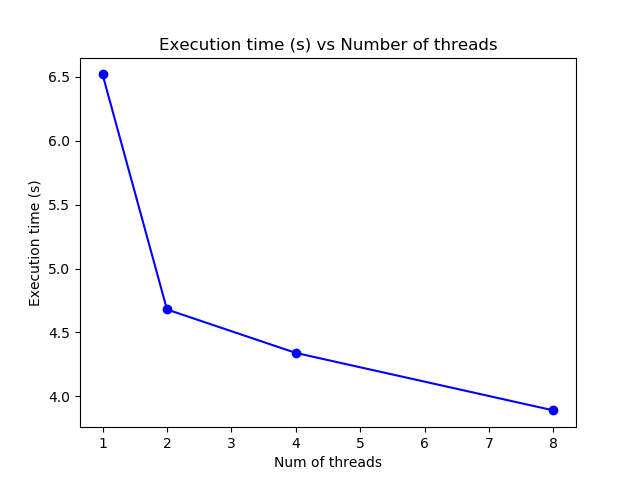 Execution time (s) vs Number of threads
Execution time (s)
6.5
6.0
5.5
5.0
4.5
4.0
1 2 3 4 5 6 7 8
Num of threads